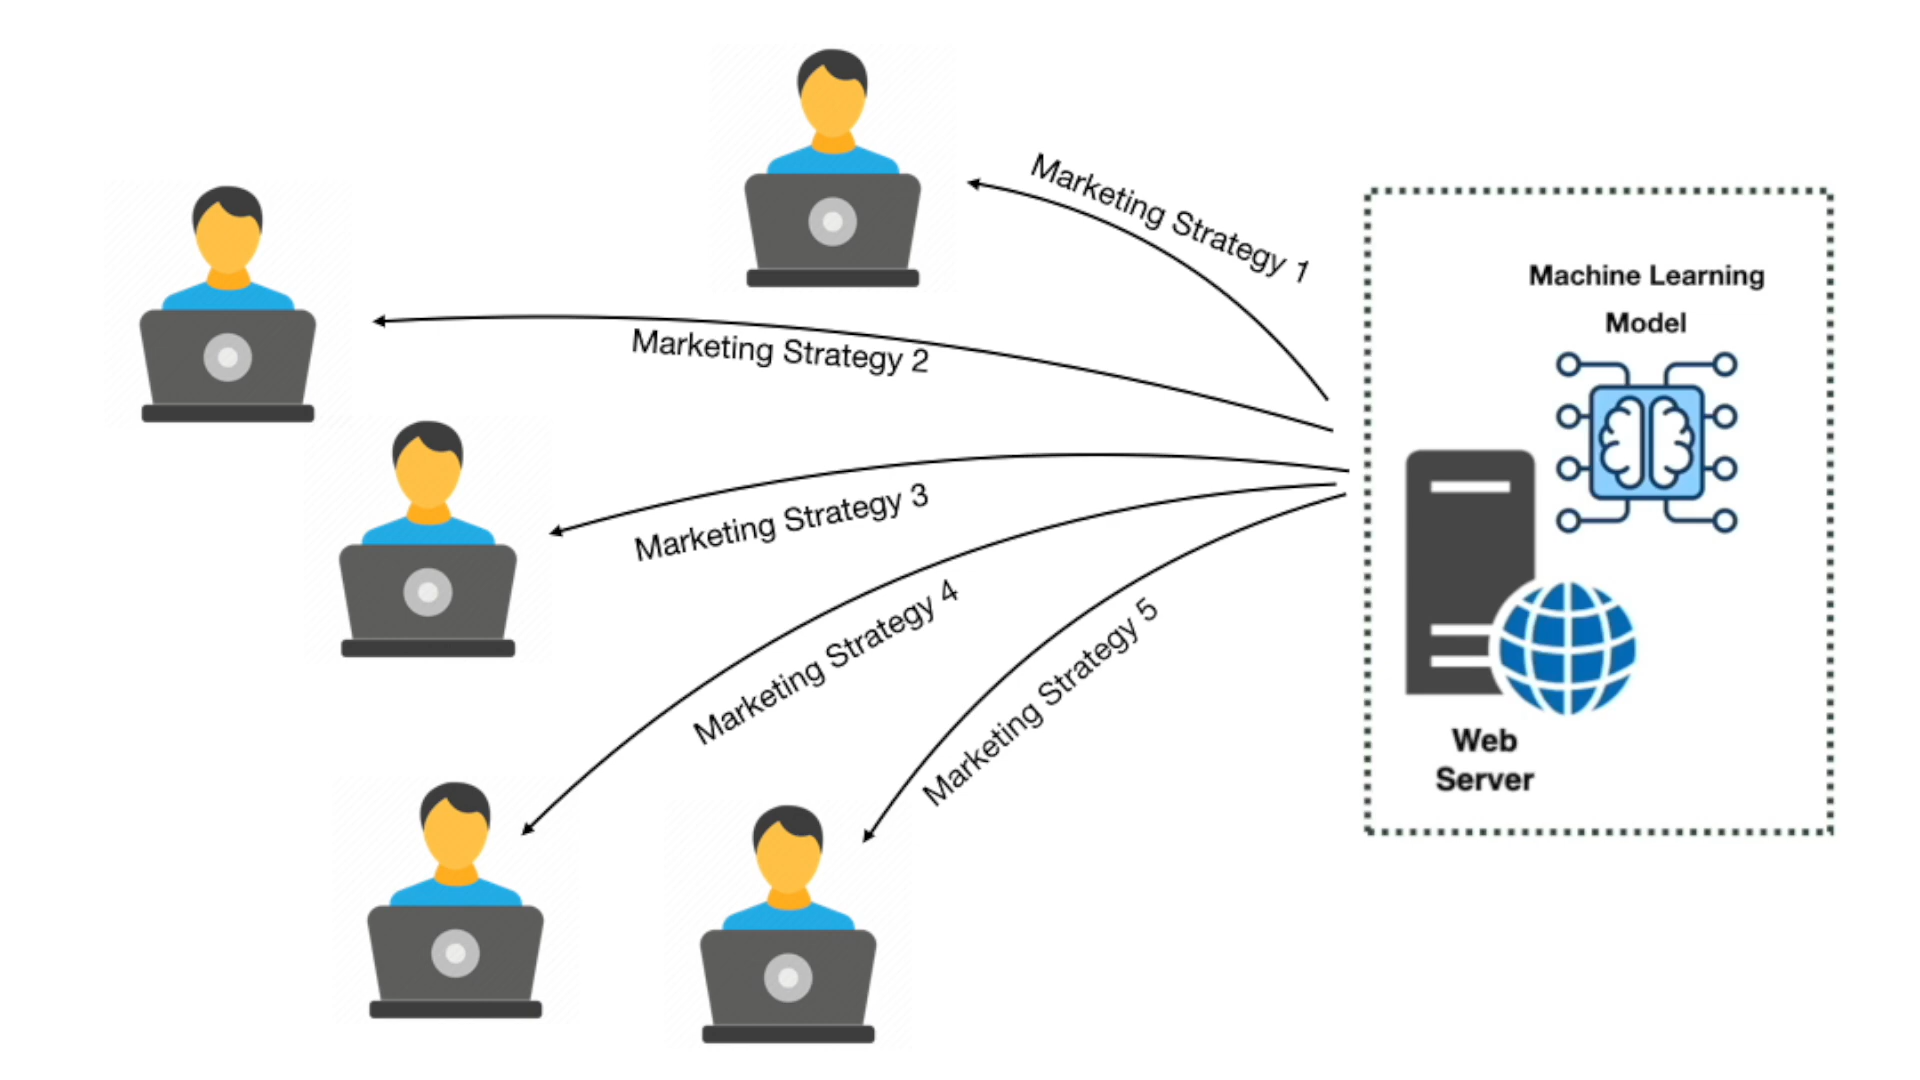 Marketing Strategy 1
Machine Learning
Model
Marketing Strategy 2
Marketing Strategy 3
Marketing Strategy 4
Marketing Strategy 5
Web
Server